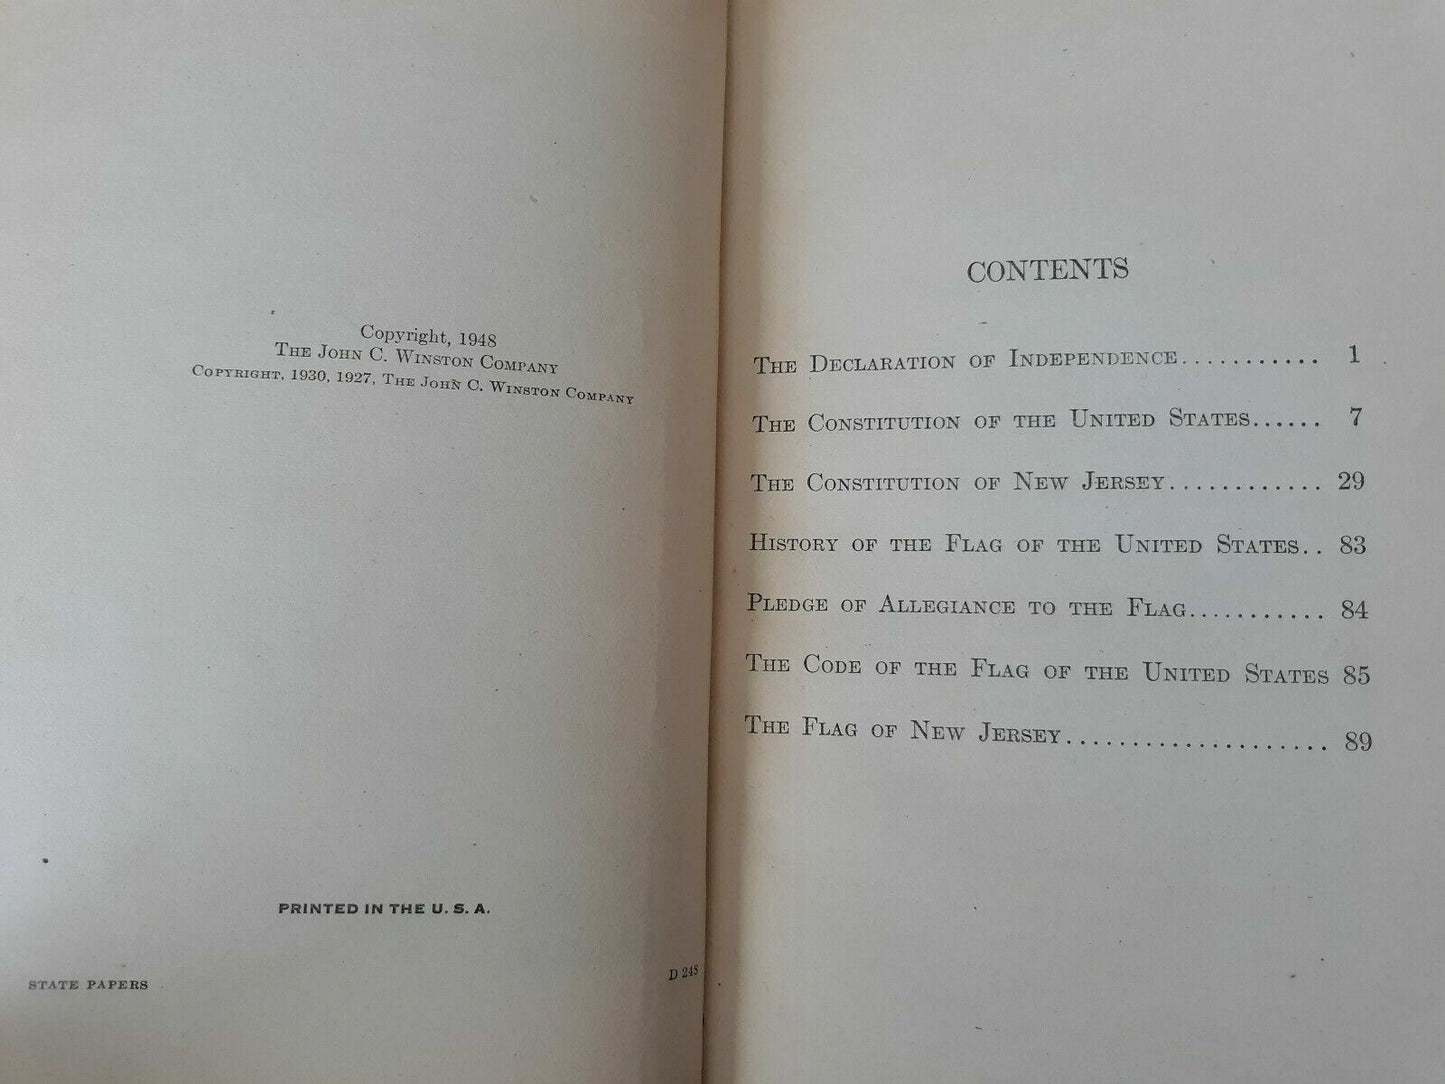 Copyright, 1948
The John C. Winston Company
Copyright, 1930, 1927, The John C. Winston Company
PRINTED IN THE U. S. A.
STATE PAPERS
D 248
CONTENTS
The Declaration of Independence........... 1
The Constitution of the United States...... 7
The Constitution of New Jersey............ 29
History of the Flag of the United States.. 83
Pledge of Allegiance to the Flag........... 84
The Code of the Flag of the United States 85
The Flag of New Jersey..................... 89